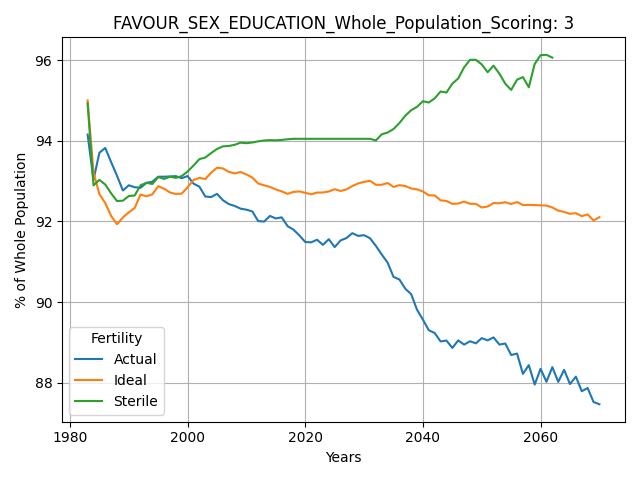 FAVOUR_SEX_EDUCATION_Whole_Population_Scoring: 3
96
94
92
90
88
% of Whole Population
Fertility
Actual
Ideal
Sterile
1980 2000 2020 2040 2060
Years